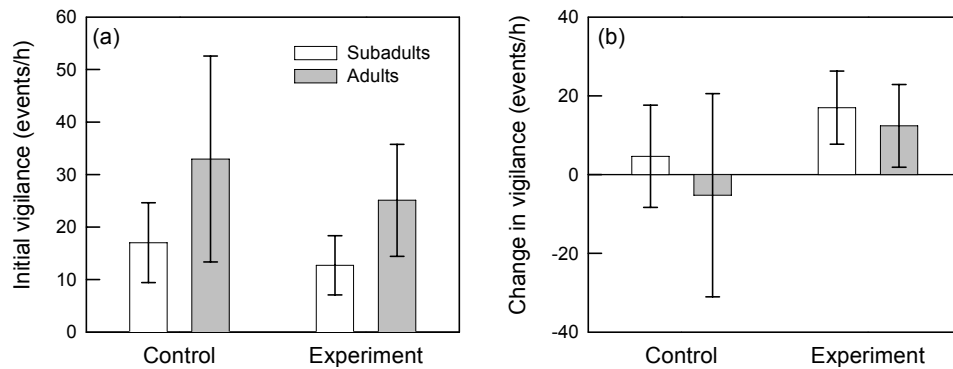 (a)
Subadults
Adults
Initial vigilance (events/h)
60
50
40
30
20
10
0
Control
Experiment
(b)
Change in vigilance (events/h)
40
20
0
-20
-40
Control
Experiment